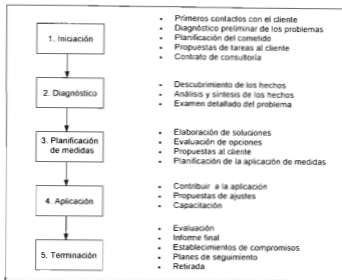 1. Iniciación
Primeros contactos con el cliente
Diagnóstico preliminar de los problemas
Planificación del cometido
Propuestas de tareas al cliente
Contrato de consultoría
2. Diagnóstico
Descubrimiento de los hechos
Análisis y síntesis de los hechos
Examen detallado del problema
3. Planificación
de medidas
Elaboración de soluciones
Evaluación de opciones
Propuestas al cliente
Planificación de la aplicación de medidas
4. Aplicación
Contribuir a la aplicación
Propuestas de ajustes
Capacitación
5. Terminación
Evaluación
Informe final
Establecimientos de compromisos
Planes de seguimiento
Retirada